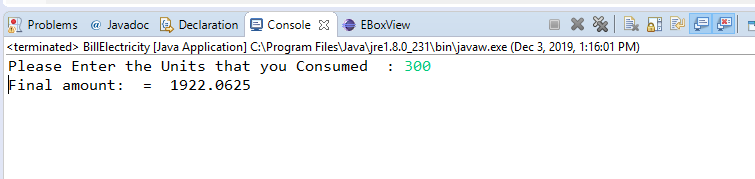 Problems @ Javadoc Declaration Console EBoxView
<terminated> BillElectricity [Java Application] C:\Program Files\Java\jre1.8.0_231\bin\javaw.exe (Dec 3, 2019, 1:16:01 PM)
Please Enter the Units that you Consumed  : 300
Final amount:  =  1922.0625